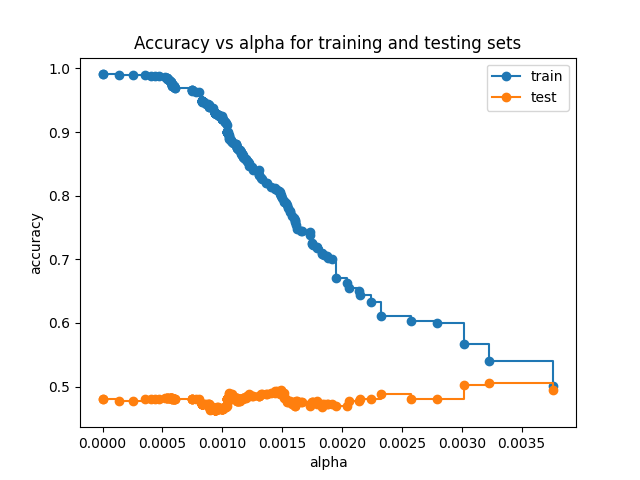 Accuracy vs alpha for training and testing sets
train
test
1.0
0.9
0.8
0.7
0.6
0.5
accuracy
0.0000 0.0005 0.0010 0.0015 0.0020 0.0025 0.0030 0.0035
alpha